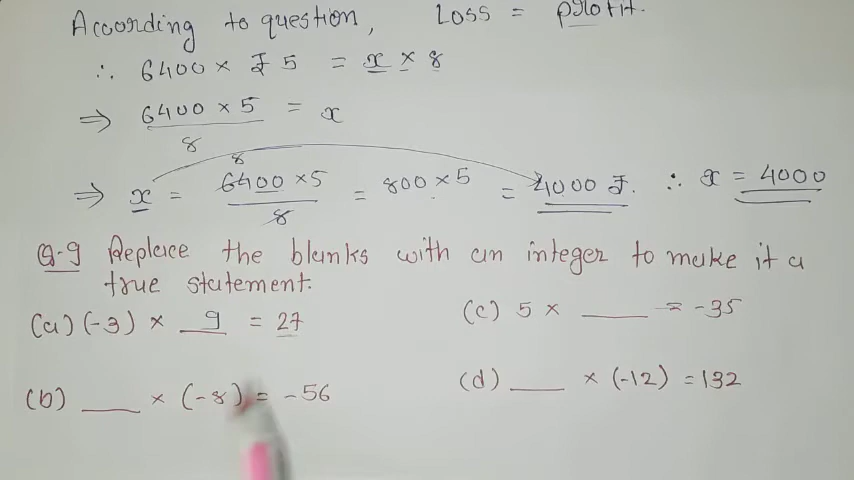 According to question, Loss = profit.
∴ 6400 × ₹ 5 = x × 8
⇒ 6400 × 5 / 8 = x
⇒ x = 6400 × 5 / 8 8 = 800 × 5 = 4000 ₹. ∴ x = 4000
Q-9 Replace the blanks with an integer to make it a
true statement.
(a) (-3) × 9 = 27
(c) 5 × ____ = -35
(b) ____ × (-8) = -56
(d) ____ × (-12) = 132